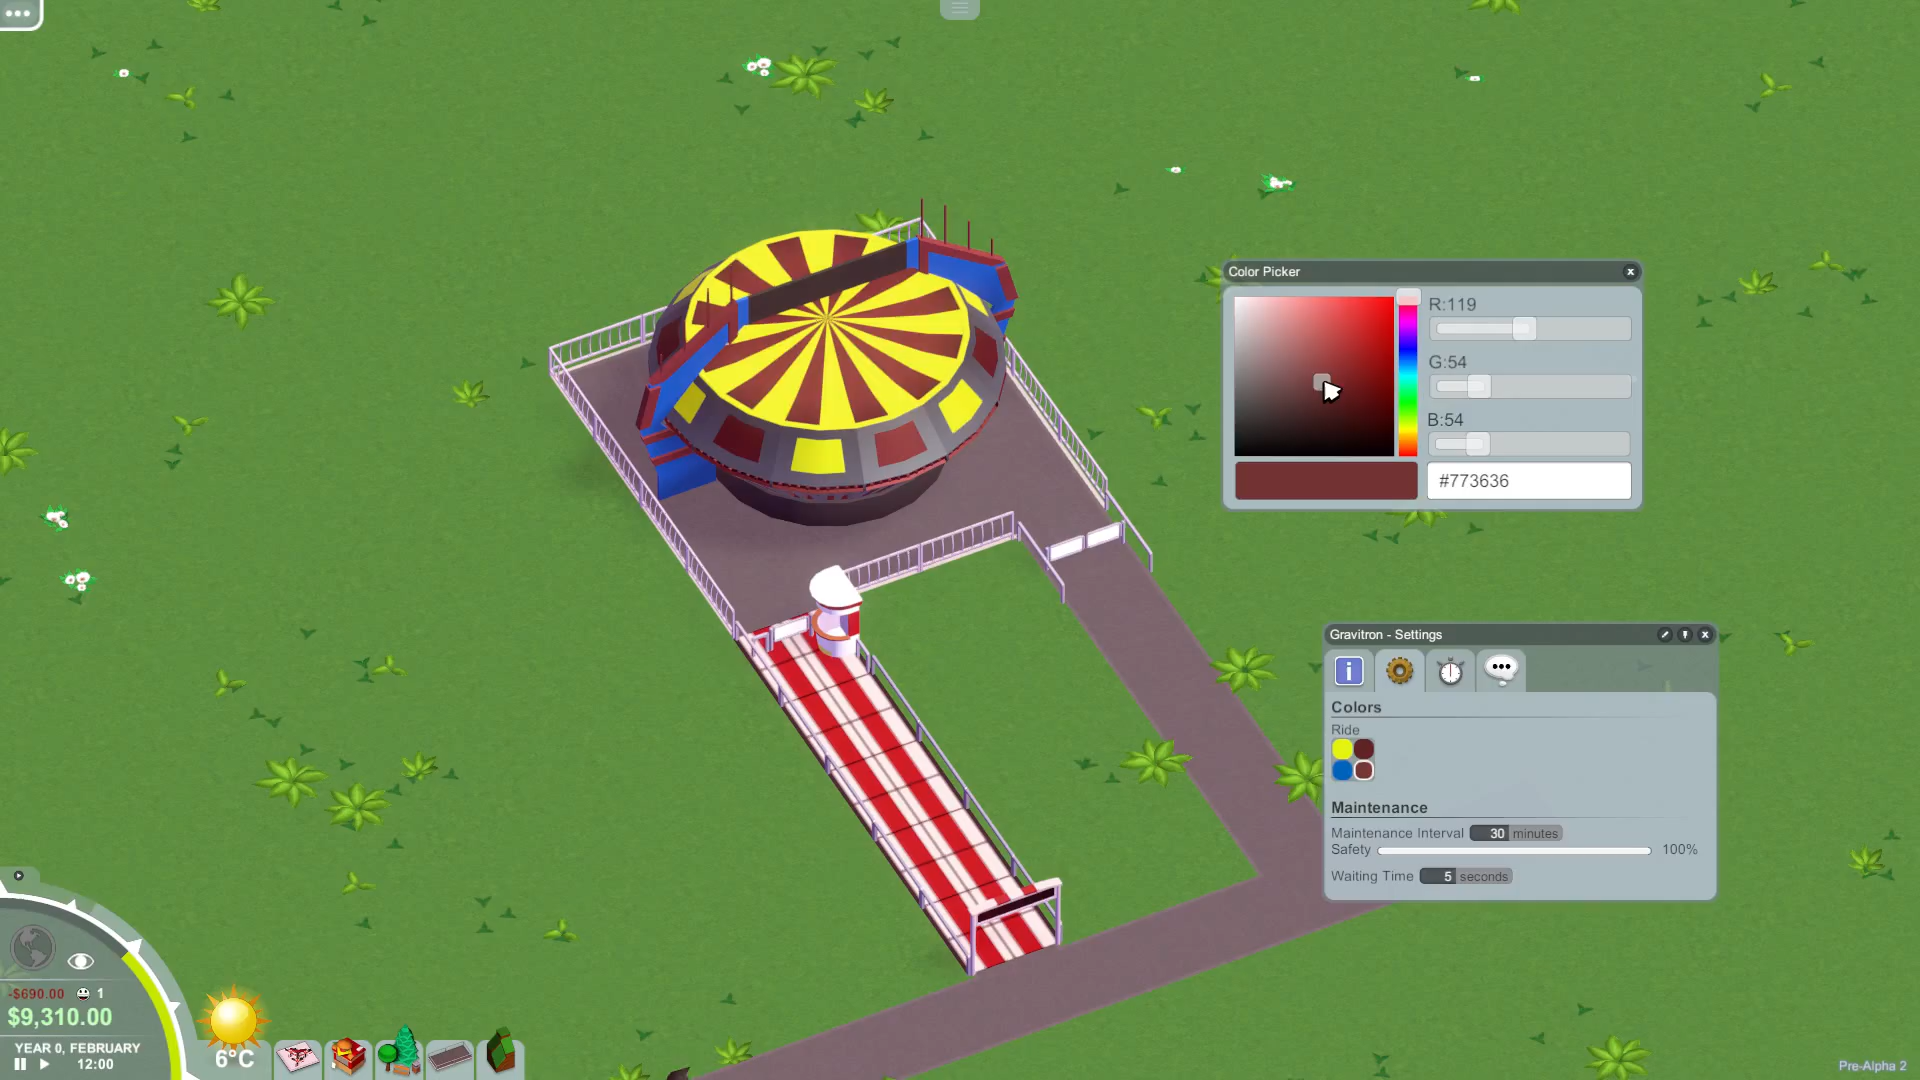 Color Picker
R:119
G:54
B:54
#773636
Gravitron - Settings
Colors
Ride
Maintenance
Maintenance Interval 30 minutes
Safety 100%
Waiting Time 5 seconds
-$690.00 1
$9,310.00
YEAR 0, FEBRUARY
12:00
6°C
Pre-Alpha 2